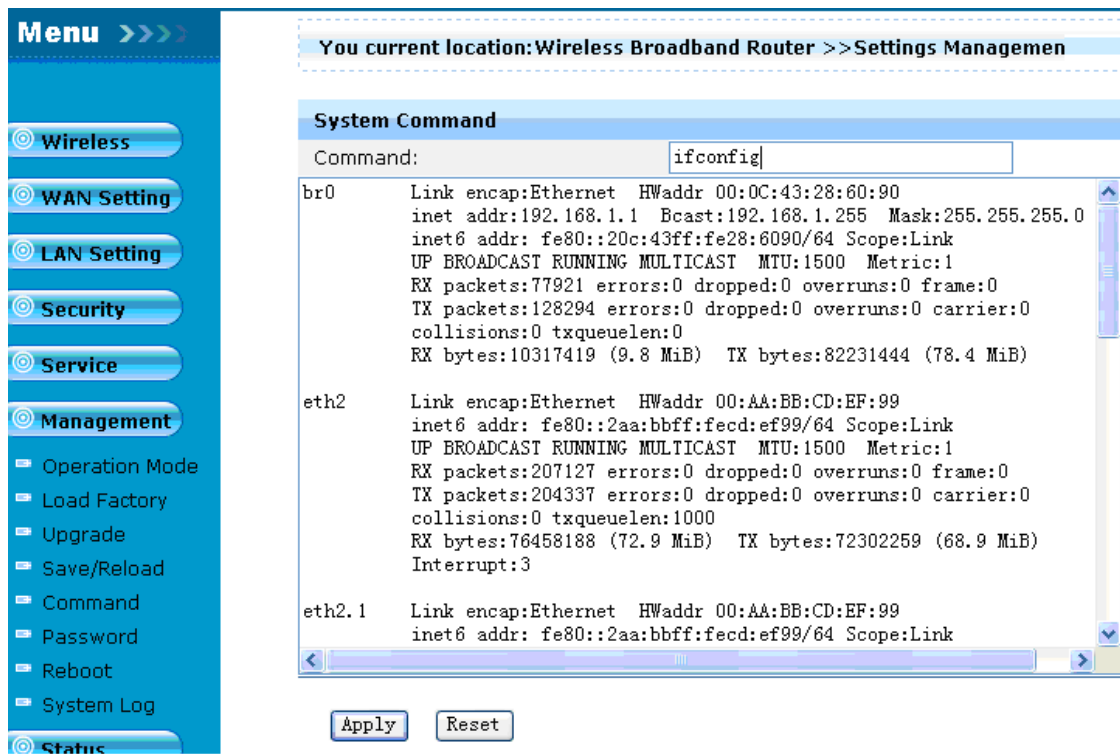 Menu >>>>
You current location:Wireless Broadband Router >>Settings Managemen
Wireless
WAN Setting
LAN Setting
Security
Service
Management
Operation Mode
Load Factory
Upgrade
Save/Reload
Command
Password
Reboot
System Log
Status
System Command
Command: ifconfig
br0 Link encap:Ethernet HWaddr 00:0C:43:28:60:90
inet addr:192.168.1.1 Bcast:192.168.1.255 Mask:255.255.255.0
inet6 addr: fe80::20c:43ff:fe28:6090/64 Scope:Link
UP BROADCAST RUNNING MULTICAST MTU:1500 Metric:1
RX packets:77921 errors:0 dropped:0 overruns:0 frame:0
TX packets:128294 errors:0 dropped:0 overruns:0 carrier:0
collisions:0 txqueuelen:0
RX bytes:10317419 (9.8 MiB) TX bytes:82231444 (78.4 MiB)
eth2 Link encap:Ethernet HWaddr 00:AA:BB:CD:EF:99
inet6 addr: fe80::2aa:bbff:fecd:ef99/64 Scope:Link
UP BROADCAST RUNNING MULTICAST MTU:1500 Metric:1
RX packets:207127 errors:0 dropped:0 overruns:0 frame:0
TX packets:204337 errors:0 dropped:0 overruns:0 carrier:0
collisions:0 txqueuelen:1000
RX bytes:76458188 (72.9 MiB) TX bytes:72302259 (68.9 MiB)
Interrupt:3
eth2.1 Link encap:Ethernet HWaddr 00:AA:BB:CD:EF:99
inet6 addr: fe80::2aa:bbff:fecd:ef99/64 Scope:Link
Apply Reset